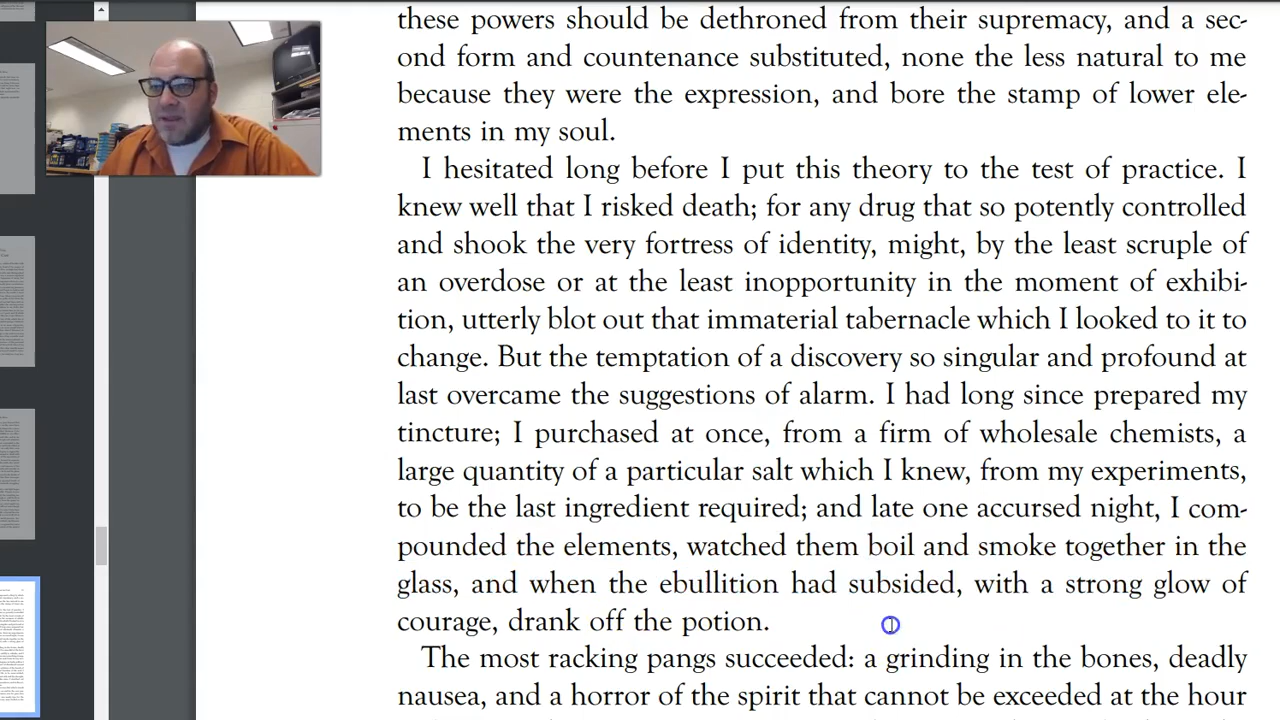 these powers should be dethroned from their supremacy, and a sec-
ond form and countenance substituted, none the less natural to me
because they were the expression, and bore the stamp of lower ele-
ments in my soul.
I hesitated long before I put this theory to the test of practice. I
knew well that I risked death; for any drug that so potently controlled
and shook the very fortress of identity, might, by the least scruple of
an overdose or at the least inopportunity in the moment of exhibi-
tion, utterly blot out that immaterial tabernacle which I looked to it to
change. But the temptation of a discovery so singular and profound at
last overcame the suggestions of alarm. I had long since prepared my
tincture; I purchased at once, from a firm of wholesale chemists, a
large quantity of a particular salt which I knew, from my experiments,
to be the last ingredient required; and late one accursed night, I com-
pounded the elements, watched them boil and smoke together in the
glass, and when the ebullition had subsided, with a strong glow of
courage, drank off the potion.
The most racking pangs succeeded: a grinding in the bones, deadly
nausea, and a horror of the spirit that cannot be exceeded at the hour